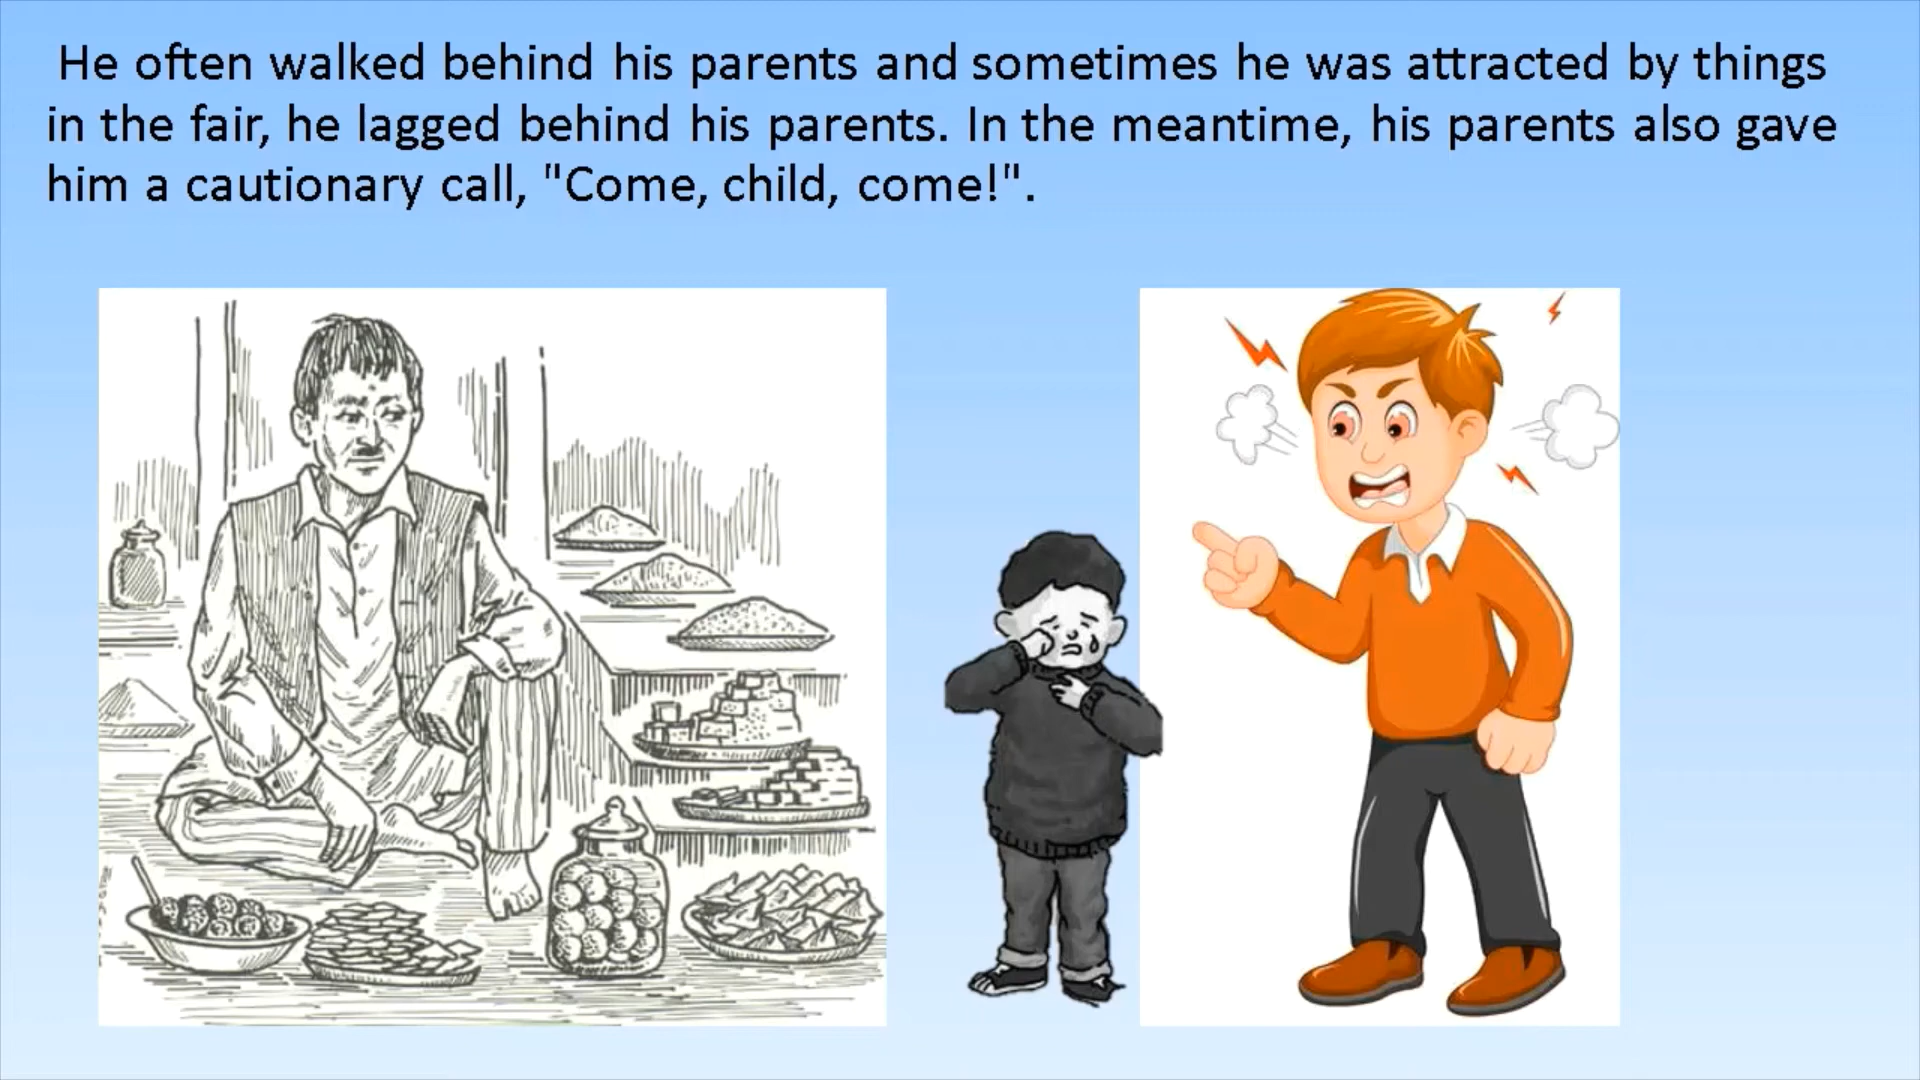 He often walked behind his parents and sometimes he was attracted by things
in the fair, he lagged behind his parents. In the meantime, his parents also gave
him a cautionary call, "Come, child, come!".